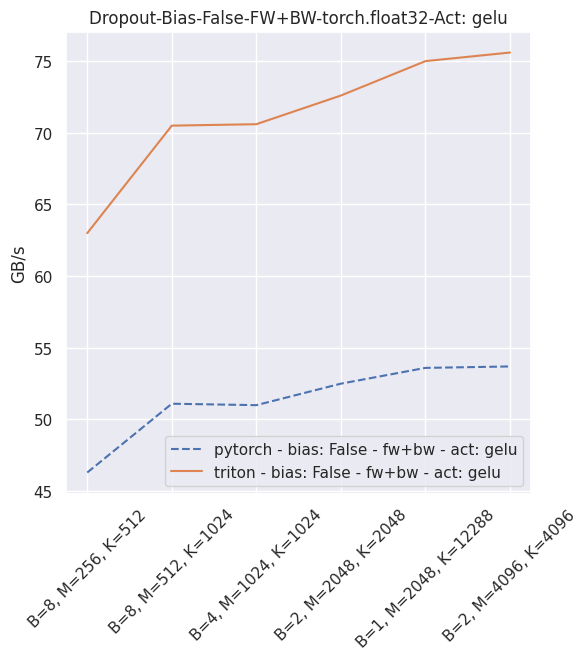 Dropout-Bias-False-FW+BW-torch.float32-Act: gelu
GB/s
75
70
65
60
55
50
45
pytorch - bias: False - fw+bw - act: gelu
triton - bias: False - fw+bw - act: gelu
B=8, M=256, K=512
B=8, M=512, K=1024
B=4, M=1024, K=1024
B=2, M=2048, K=2048
B=1, M=2048, K=12288
B=2, M=4096, K=4096